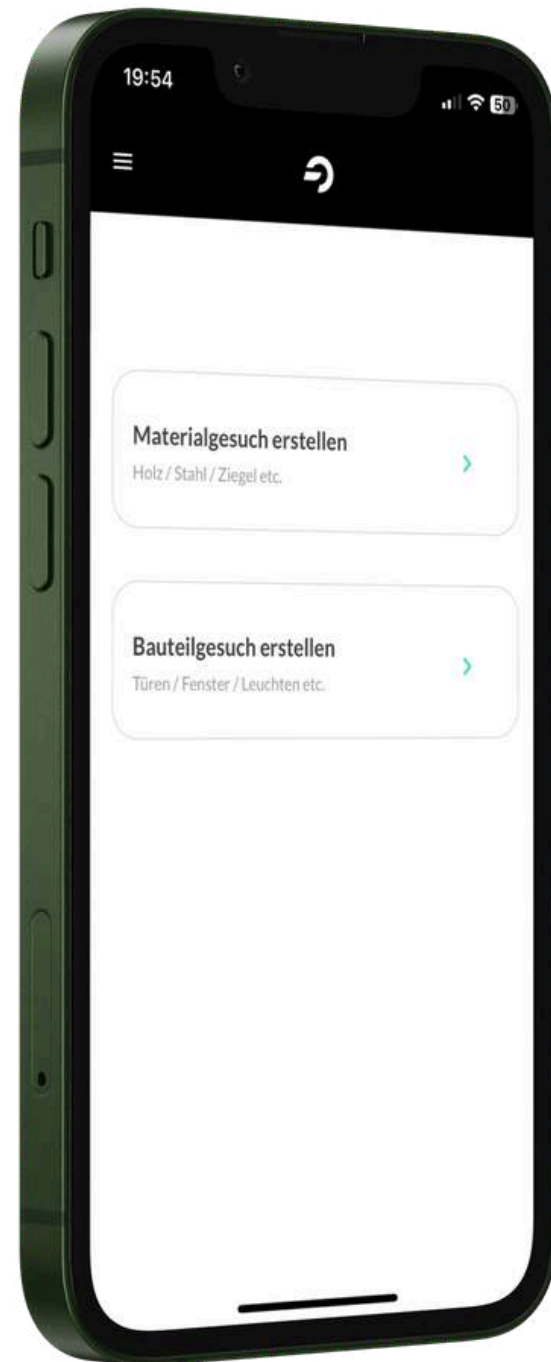 19:54
50
Materialgesuch erstellen
Holz / Stahl / Ziegel etc.
Bauteilgesuch erstellen
Türen / Fenster / Leuchten etc.